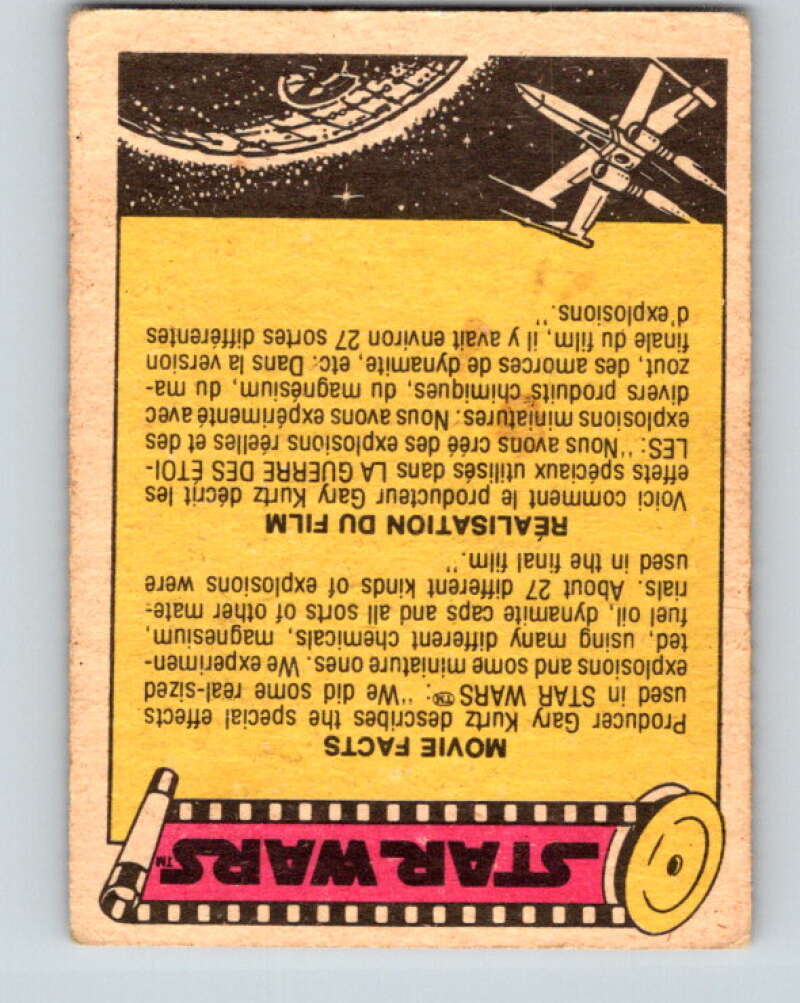 STAR WARS™
MOVIE FACTS
Producer Gary Kurtz describes the special effects
used in STAR WARS™: "We did some real-sized
explosions and some miniature ones. We experimen-
ted, using many different chemicals, magnesium,
fuel oil, dynamite caps and all sorts of other mate-
rials. About 27 different kinds of explosions were
used in the final film."
RÉALISATION DU FILM
Voici comment le producteur Gary Kurtz décrit les
effets spéciaux utilisés dans LA GUERRE DES ÉTOI-
LES: "Nous avons créé des explosions réelles et des
explosions miniatures: Nous avons expérimenté avec
divers produits chimiques, du magnésium, du ma-
zout, des amorces de dynamite, etc. Dans la version
finale du film, il y avait environ 27 sortes différentes
d'explosions."